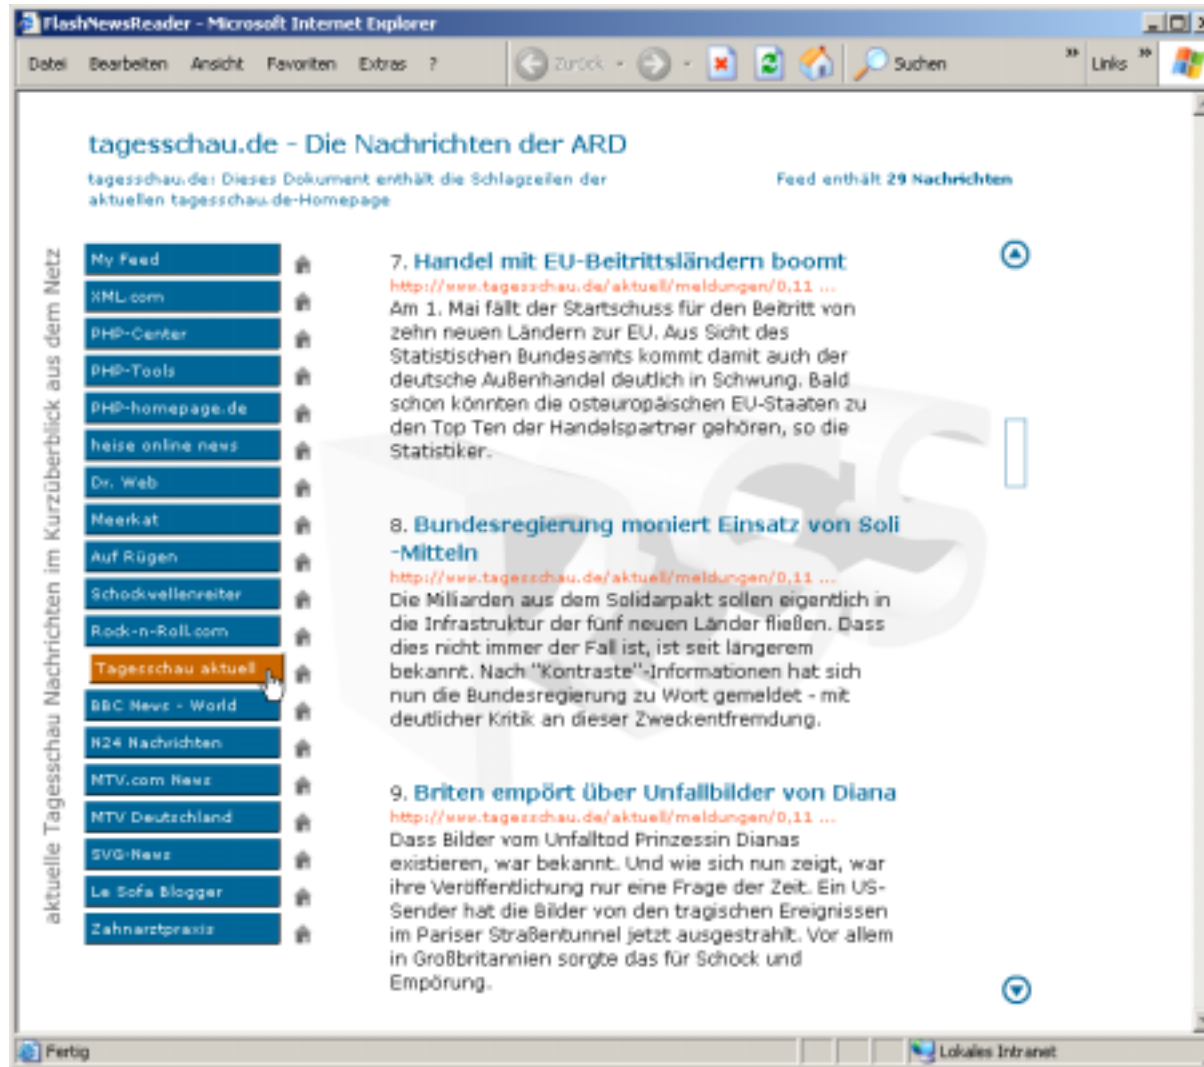 FlashNewsReader - Microsoft Internet Explorer
Datei Bearbeiten Ansicht Favoriten Extras ? Zurück Suchen » Links »
tagesschau.de - Die Nachrichten der ARD
tagesschau.de: Dieses Dokument enthält die Schlagzeilen der
aktuellen tagesschau.de-Homepage
Feed enthält 29 Nachrichten
aktuelle Tagesschau Nachrichten im Kurzüberblick aus dem Netz
My Feed
XML.com
PHP-Center
PHP-Tools
PHP-homepage.de
heise online news
Dr. Web
Meerkat
Auf Rügen
Schockwellenreiter
Rock-n-Roll.com
Tagesschau aktuell
BBC News - World
N24 Nachrichten
MTV.com News
MTV Deutschland
SVG-News
Le Sofa Blogger
Zahnarztpraxis
7. Handel mit EU-Beitrittsländern boomt
http://www.tagesschau.de/aktuell/meldungen/0,11 ...
Am 1. Mai fällt der Startschuss für den Beitritt von
zehn neuen Ländern zur EU. Aus Sicht des
Statistischen Bundesamts kommt damit auch der
deutsche Außenhandel deutlich in Schwung. Bald
schon könnten die osteuropäischen EU-Staaten zu
den Top Ten der Handelspartner gehören, so die
Statistiker.
8. Bundesregierung moniert Einsatz von Soli
-Mitteln
http://www.tagesschau.de/aktuell/meldungen/0,11 ...
Die Milliarden aus dem Solidarpakt sollen eigentlich in
die Infrastruktur der fünf neuen Länder fließen. Dass
dies nicht immer der Fall ist, ist seit längerem
bekannt. Nach "Kontraste"-Informationen hat sich
nun die Bundesregierung zu Wort gemeldet - mit
deutlicher Kritik an dieser Zweckentfremdung.
9. Briten empört über Unfallbilder von Diana
http://www.tagesschau.de/aktuell/meldungen/0,11 ...
Dass Bilder vom Unfalltod Prinzessin Dianas
existieren, war bekannt. Und wie sich nun zeigt, war
ihre Veröffentlichung nur eine Frage der Zeit. Ein US-
Sender hat die Bilder von den tragischen Ereignissen
im Pariser Straßentunnel jetzt ausgestrahlt. Vor allem
in Großbritannien sorgte das für Schock und
Empörung.
Fertig
Lokales Intranet